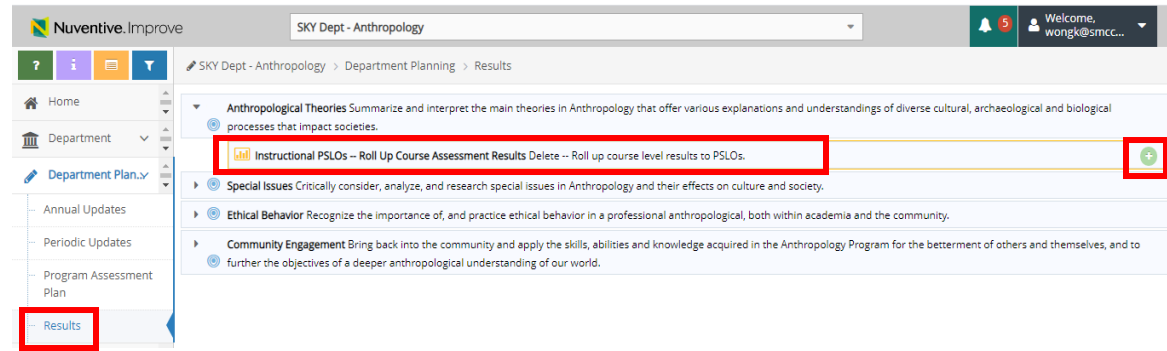 Nuventive.Improve
SKY Dept - Anthropology
5
Welcome,
wongk@smcc...
? i
SKY Dept - Anthropology > Department Planning > Results
Home
Department
Department Plan..
Annual Updates
Periodic Updates
Program Assessment
Plan
Results
Anthropological Theories Summarize and interpret the main theories in Anthropology that offer various explanations and understandings of diverse cultural, archaeological and biological
processes that impact societies.
Instructional PSLOs -- Roll Up Course Assessment Results Delete -- Roll up course level results to PSLOs.
Special Issues Critically consider, analyze, and research special issues in Anthropology and their effects on culture and society.
Ethical Behavior Recognize the importance of, and practice ethical behavior in a professional anthropological, both within academia and the community.
Community Engagement Bring back into the community and apply the skills, abilities and knowledge acquired in the Anthropology Program for the betterment of others and themselves, and to
further the objectives of a deeper anthropological understanding of our world.